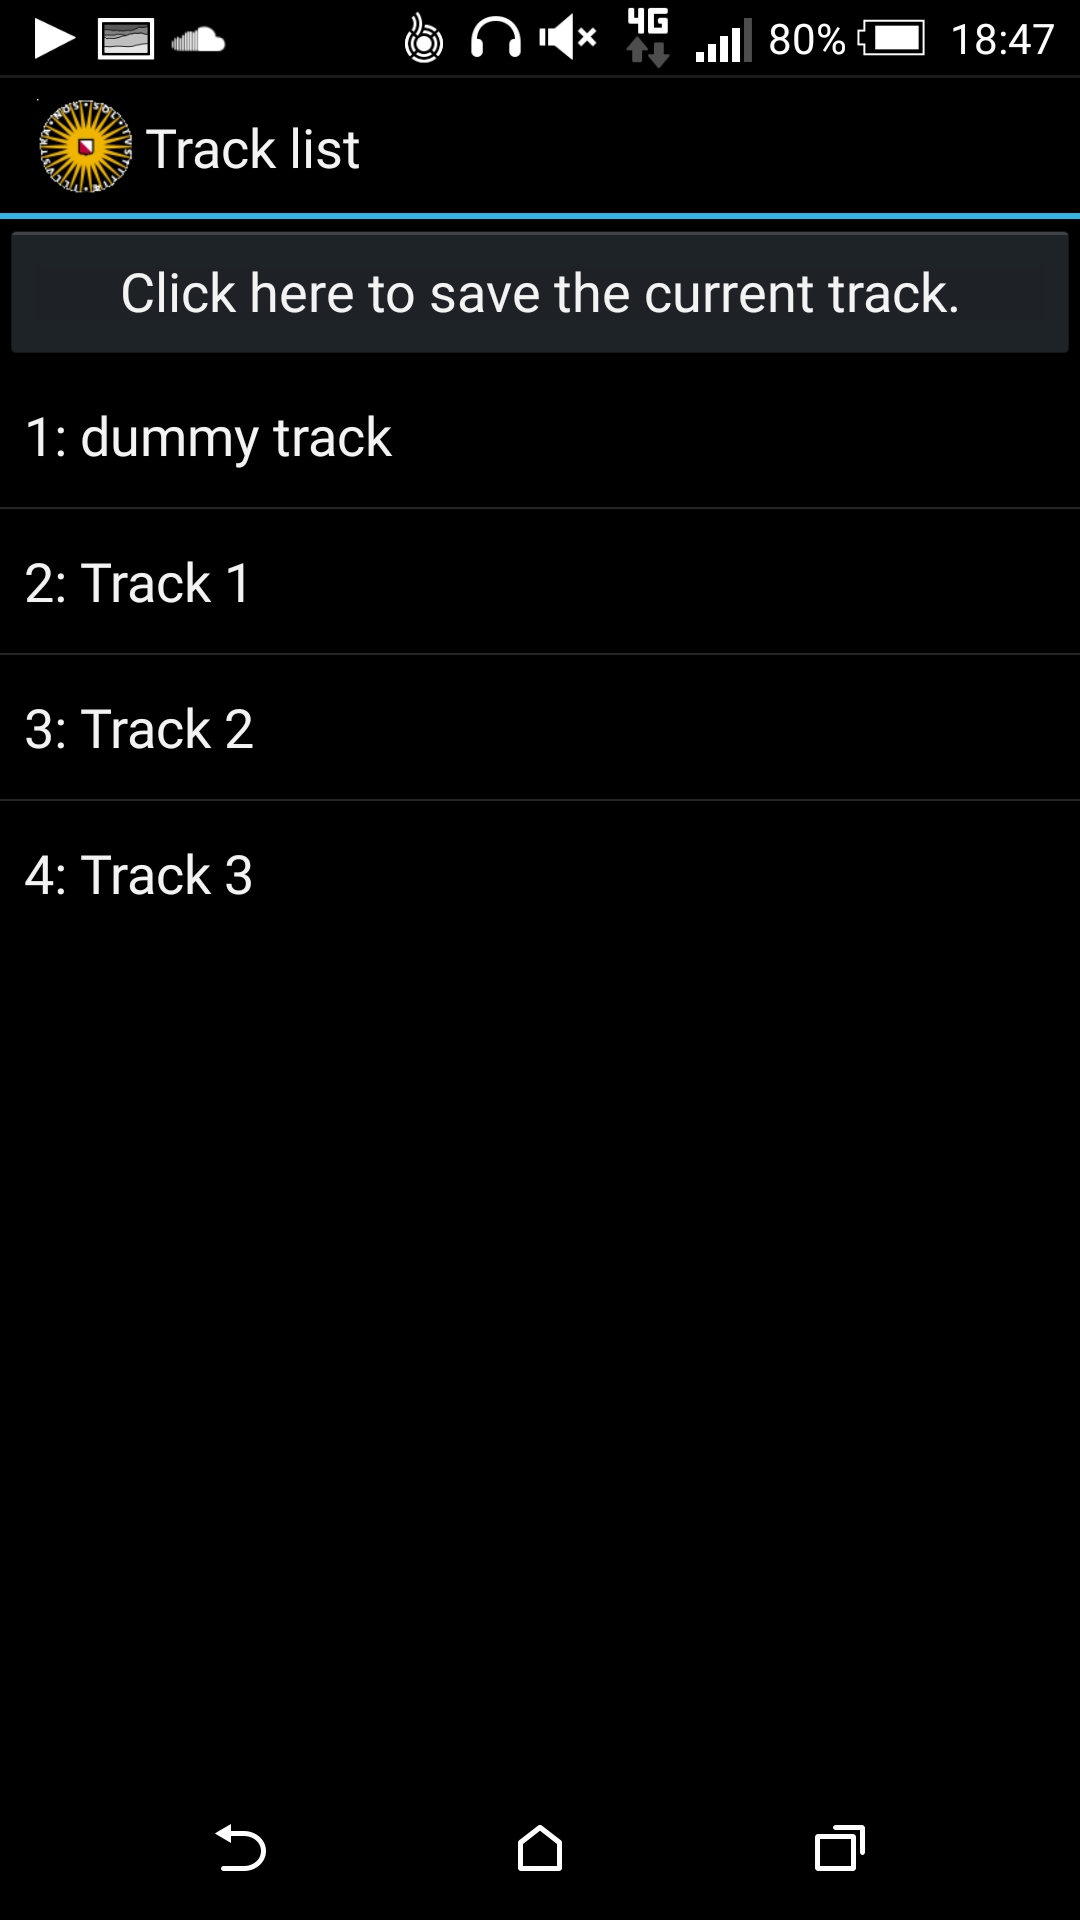 4G
80%
18:47
Track list
Click here to save the current track.
1: dummy track
2: Track 1
3: Track 2
4: Track 3